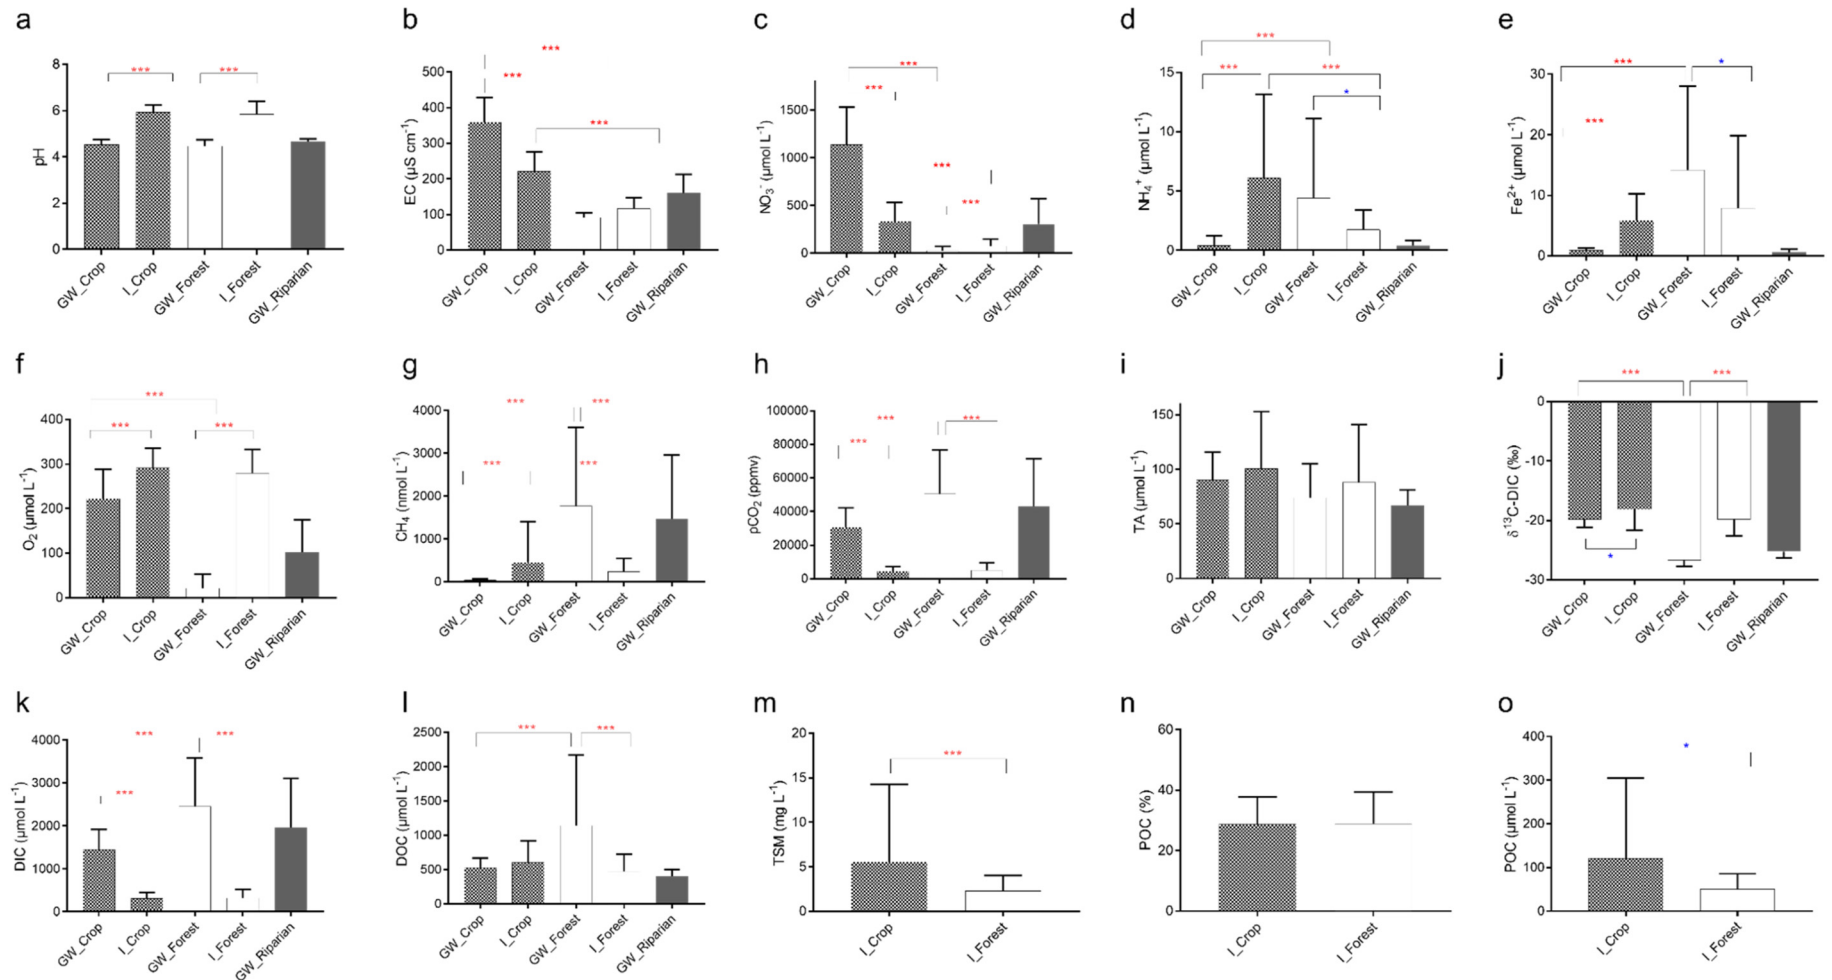 a
***
***
pH
8
6
4
2
0
GW_Crop
I_Crop
GW_Forest
I_Forest
GW_Riparian
b
***
***
***
EC (µS cm⁻¹)
500
400
300
200
100
0
GW_Crop
I_Crop
GW_Forest
I_Forest
GW_Riparian
c
***
***
***
***
NO₃⁻ (µmol L⁻¹)
1500
1000
500
0
GW_Crop
I_Crop
GW_Forest
I_Forest
GW_Riparian
d
***
***
***
*
NH₄⁺ (µmol L⁻¹)
15
10
5
0
GW_Crop
I_Crop
GW_Forest
I_Forest
GW_Riparian
e
***
*
***
Fe²⁺ (µmol L⁻¹)
30
20
10
0
GW_Crop
I_Crop
GW_Forest
I_Forest
GW_Riparian
f
***
***
***
O₂ (µmol L⁻¹)
400
300
200
100
0
GW_Crop
I_Crop
GW_Forest
I_Forest
GW_Riparian
g
***
***
***
***
CH₄ (nmol L⁻¹)
4000
3000
2000
1000
0
GW_Crop
I_Crop
GW_Forest
I_Forest
GW_Riparian
h
***
***
***
pCO₂ (ppmv)
100000
80000
60000
40000
20000
0
GW_Crop
I_Crop
GW_Forest
I_Forest
GW_Riparian
i
TA (µmol L⁻¹)
150
100
50
0
GW_Crop
I_Crop
GW_Forest
I_Forest
GW_Riparian
j
***
***
*
δ¹³C-DIC (‰)
0
-10
-20
-30
GW_Crop
I_Crop
GW_Forest
I_Forest
GW_Riparian
k
***
***
***
DIC (µmol L⁻¹)
4000
3000
2000
1000
0
GW_Crop
I_Crop
GW_Forest
I_Forest
GW_Riparian
l
***
***
DOC (µmol L⁻¹)
2500
2000
1500
1000
500
0
GW_Crop
I_Crop
GW_Forest
I_Forest
GW_Riparian
m
***
TSM (mg L⁻¹)
20
15
10
5
0
I_Crop
I_Forest
n
POC (%)
60
40
20
0
I_Crop
I_Forest
o
*
POC (µmol L⁻¹)
400
300
200
100
0
I_Crop
I_Forest